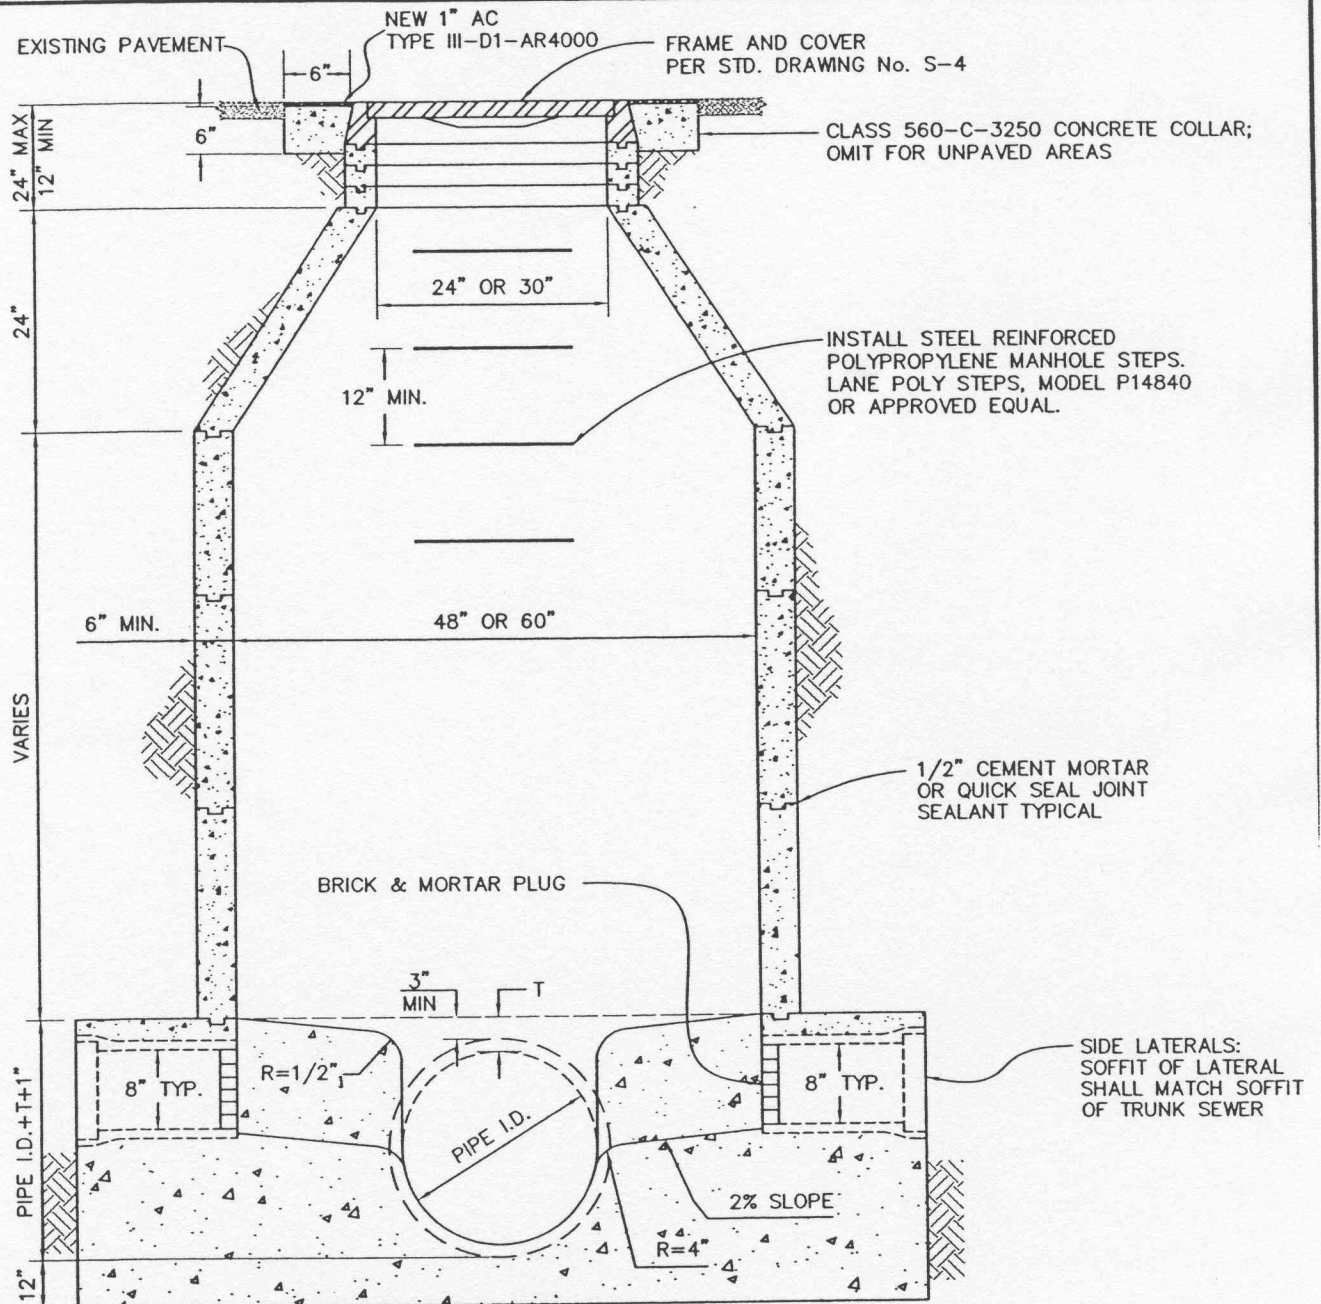 NEW 1" AC
TYPE III-D1-AR4000
EXISTING PAVEMENT
FRAME AND COVER
PER STD. DRAWING No. S-4
6"
6"
24" MAX
12" MIN
CLASS 560-C-3250 CONCRETE COLLAR;
OMIT FOR UNPAVED AREAS
24"
24" OR 30"
12" MIN.
INSTALL STEEL REINFORCED
POLYPROPYLENE MANHOLE STEPS.
LANE POLY STEPS, MODEL P14840
OR APPROVED EQUAL.
6" MIN.
48" OR 60"
VARIES
1/2" CEMENT MORTAR
OR QUICK SEAL JOINT
SEALANT TYPICAL
BRICK & MORTAR PLUG
3"
MIN
T
R=1/2"
8" TYP.
PIPE I.D.
8" TYP.
SIDE LATERALS:
SOFFIT OF LATERAL
SHALL MATCH SOFFIT
OF TRUNK SEWER
PIPE I.D.+T+1"
2% SLOPE
R=4"
12"